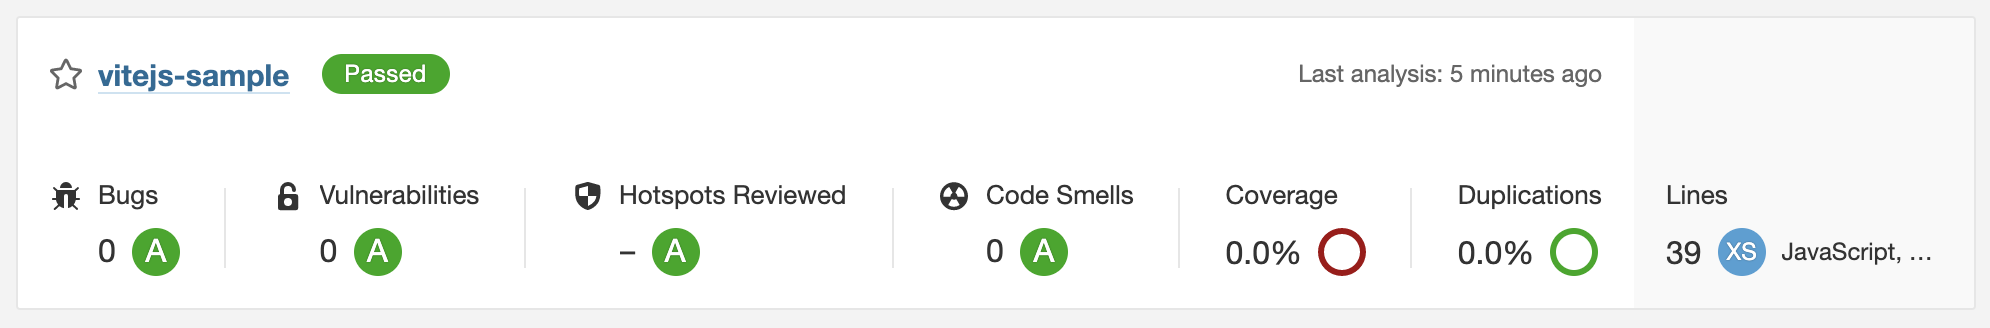 vitejs-sample Passed Last analysis: 5 minutes ago
Bugs Vulnerabilities Hotspots Reviewed Code Smells Coverage Duplications Lines
0 A 0 A – A 0 A 0.0% 0.0% 39 XS JavaScript, ...